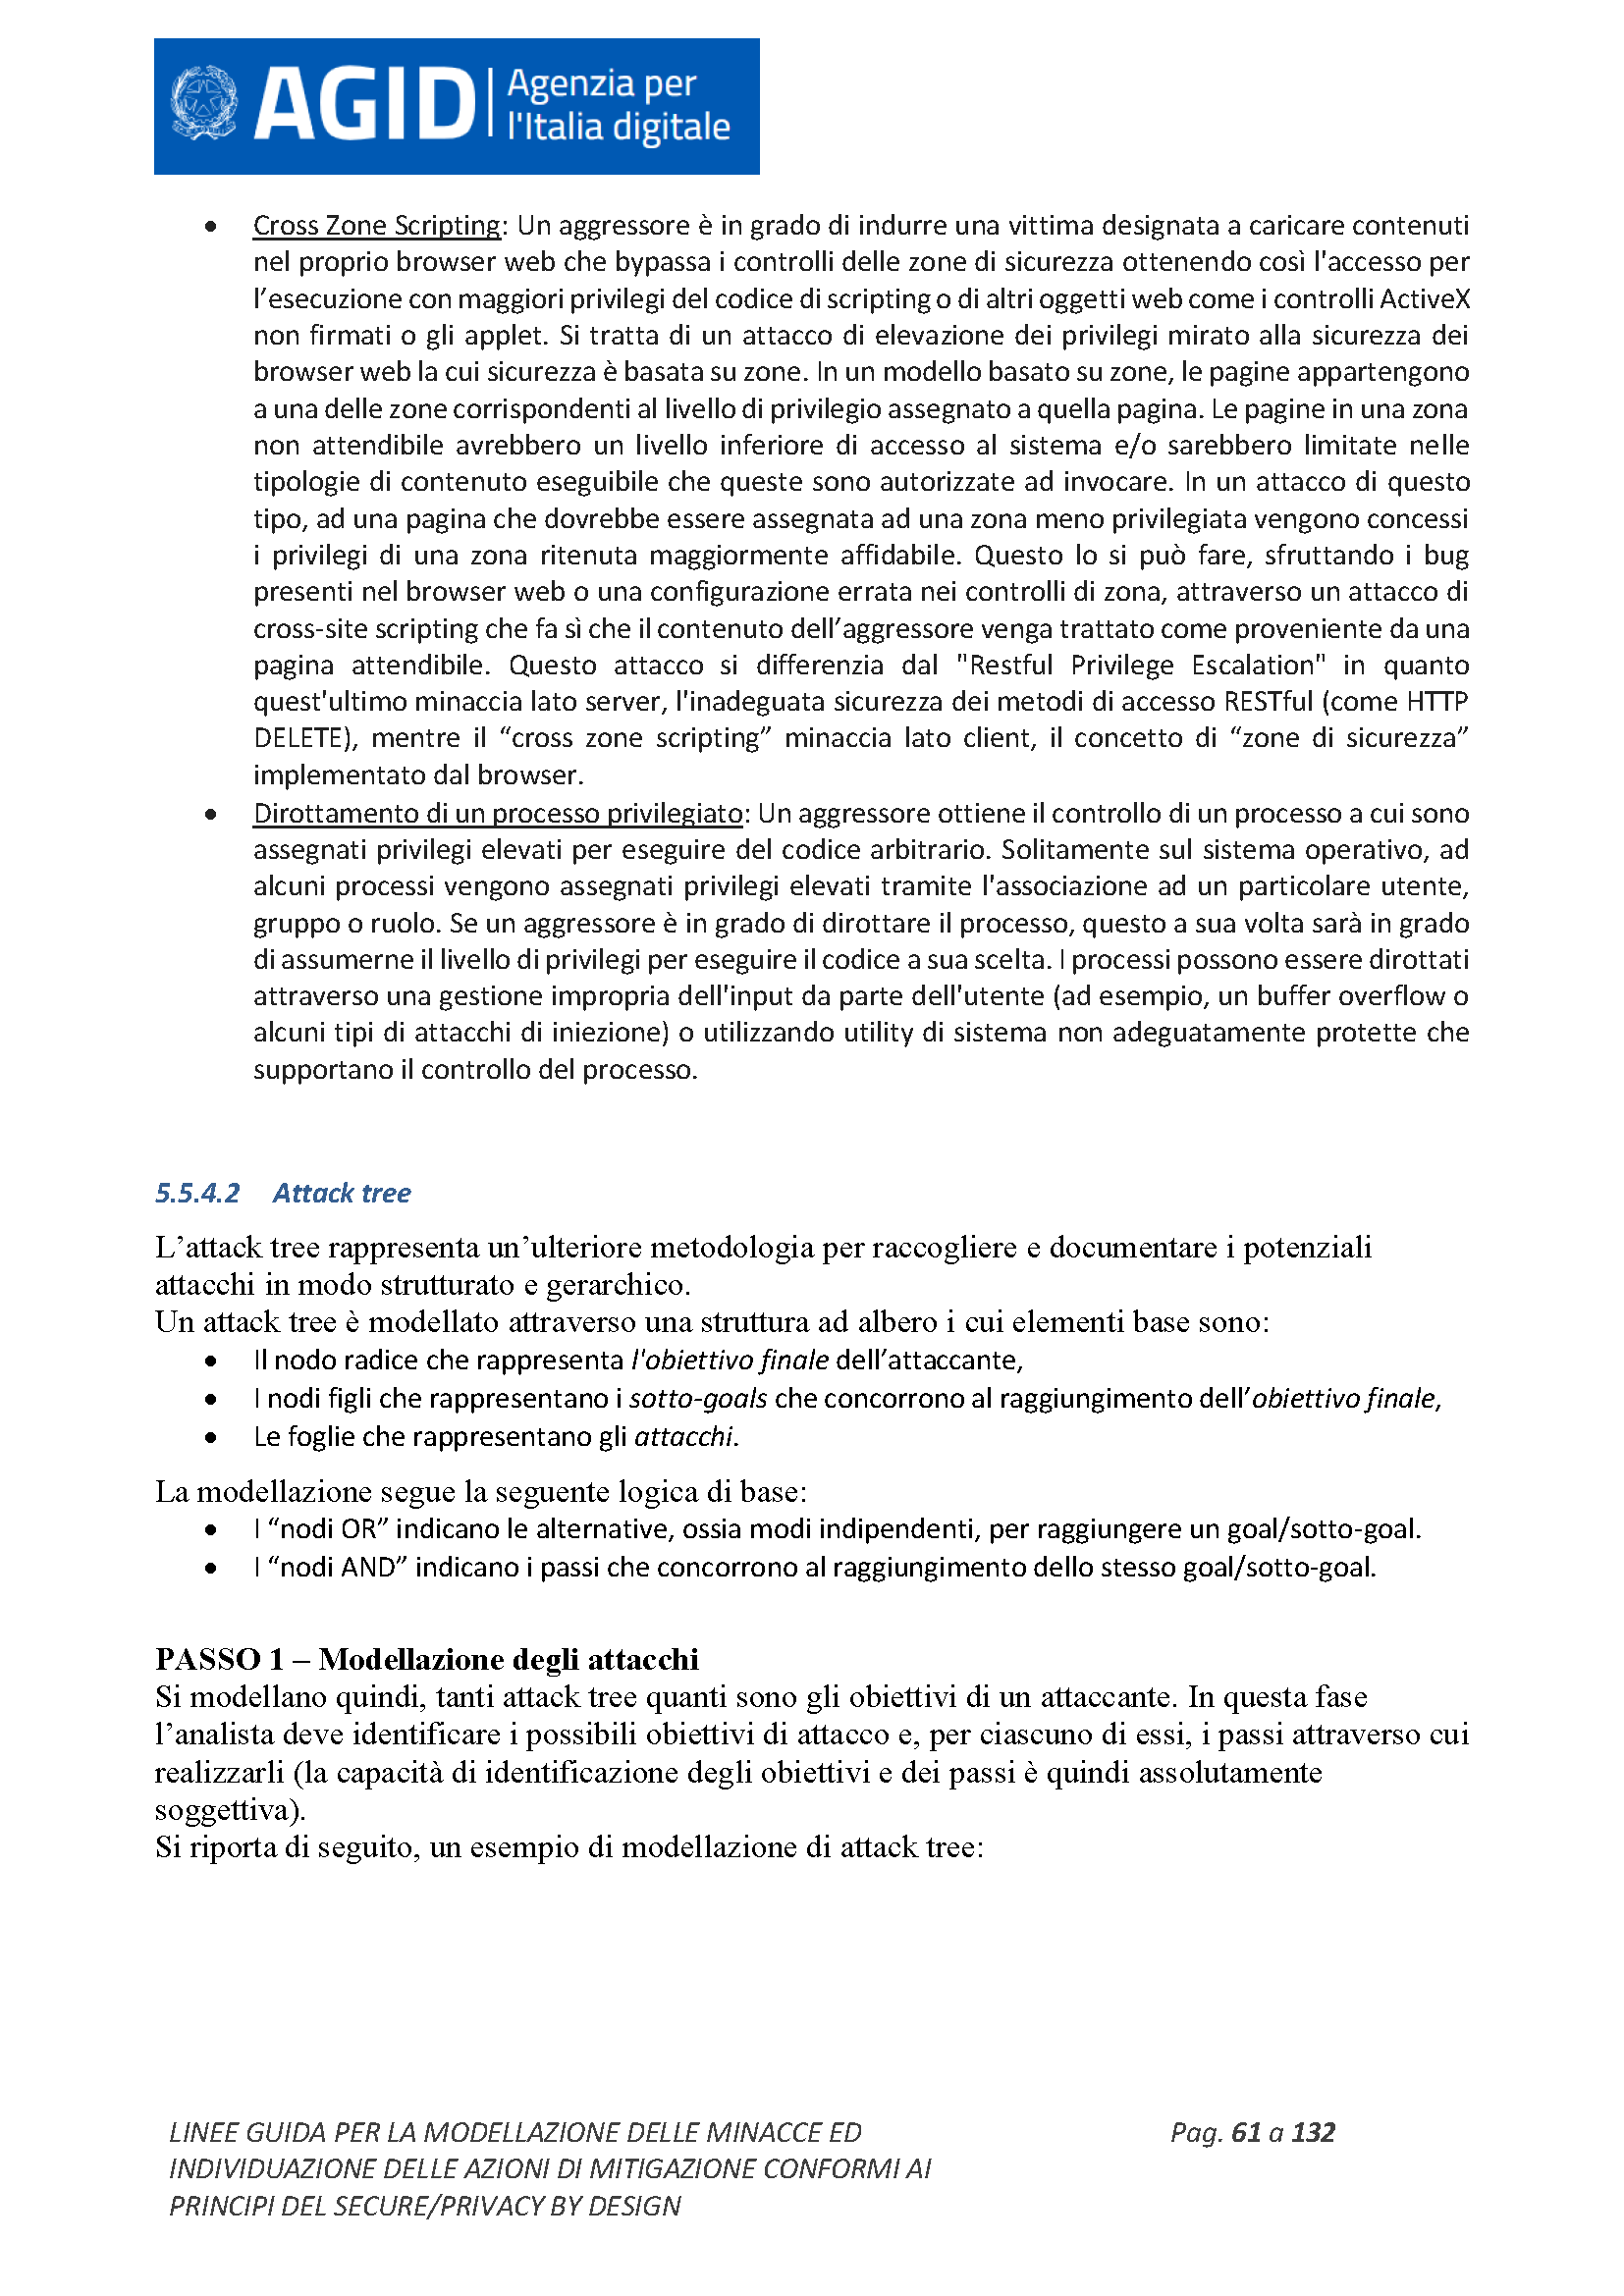 AGID
Agenzia per
l'Italia digitale
• Cross Zone Scripting: Un aggressore è in grado di indurre una vittima designata a caricare contenuti
nel proprio browser web che bypassa i controlli delle zone di sicurezza ottenendo così l'accesso per
l’esecuzione con maggiori privilegi del codice di scripting o di altri oggetti web come i controlli ActiveX
non firmati o gli applet. Si tratta di un attacco di elevazione dei privilegi mirato alla sicurezza dei
browser web la cui sicurezza è basata su zone. In un modello basato su zone, le pagine appartengono
a una delle zone corrispondenti al livello di privilegio assegnato a quella pagina. Le pagine in una zona
non attendibile avrebbero un livello inferiore di accesso al sistema e/o sarebbero limitate nelle
tipologie di contenuto eseguibile che queste sono autorizzate ad invocare. In un attacco di questo
tipo, ad una pagina che dovrebbe essere assegnata ad una zona meno privilegiata vengono concessi
i privilegi di una zona ritenuta maggiormente affidabile. Questo lo si può fare, sfruttando i bug
presenti nel browser web o una configurazione errata nei controlli di zona, attraverso un attacco di
cross-site scripting che fa sì che il contenuto dell’aggressore venga trattato come proveniente da una
pagina attendibile. Questo attacco si differenzia dal "Restful Privilege Escalation" in quanto
quest'ultimo minaccia lato server, l'inadeguata sicurezza dei metodi di accesso RESTful (come HTTP
DELETE), mentre il “cross zone scripting” minaccia lato client, il concetto di “zone di sicurezza”
implementato dal browser.
• Dirottamento di un processo privilegiato: Un aggressore ottiene il controllo di un processo a cui sono
assegnati privilegi elevati per eseguire del codice arbitrario. Solitamente sul sistema operativo, ad
alcuni processi vengono assegnati privilegi elevati tramite l'associazione ad un particolare utente,
gruppo o ruolo. Se un aggressore è in grado di dirottare il processo, questo a sua volta sarà in grado
di assumerne il livello di privilegi per eseguire il codice a sua scelta. I processi possono essere dirottati
attraverso una gestione impropria dell'input da parte dell'utente (ad esempio, un buffer overflow o
alcuni tipi di attacchi di iniezione) o utilizzando utility di sistema non adeguatamente protette che
supportano il controllo del processo.
5.5.4.2 Attack tree
L’attack tree rappresenta un’ulteriore metodologia per raccogliere e documentare i potenziali
attacchi in modo strutturato e gerarchico.
Un attack tree è modellato attraverso una struttura ad albero i cui elementi base sono:
• Il nodo radice che rappresenta l'obiettivo finale dell’attaccante,
• I nodi figli che rappresentano i sotto-goals che concorrono al raggiungimento dell’obiettivo finale,
• Le foglie che rappresentano gli attacchi.
La modellazione segue la seguente logica di base:
• I “nodi OR” indicano le alternative, ossia modi indipendenti, per raggiungere un goal/sotto-goal.
• I “nodi AND” indicano i passi che concorrono al raggiungimento dello stesso goal/sotto-goal.
PASSO 1 – Modellazione degli attacchi
Si modellano quindi, tanti attack tree quanti sono gli obiettivi di un attaccante. In questa fase
l’analista deve identificare i possibili obiettivi di attacco e, per ciascuno di essi, i passi attraverso cui
realizzarli (la capacità di identificazione degli obiettivi e dei passi è quindi assolutamente
soggettiva).
Si riporta di seguito, un esempio di modellazione di attack tree:
LINEE GUIDA PER LA MODELLAZIONE DELLE MINACCE ED
INDIVIDUAZIONE DELLE AZIONI DI MITIGAZIONE CONFORMI AI
PRINCIPI DEL SECURE/PRIVACY BY DESIGN
Pag. 61 a 132